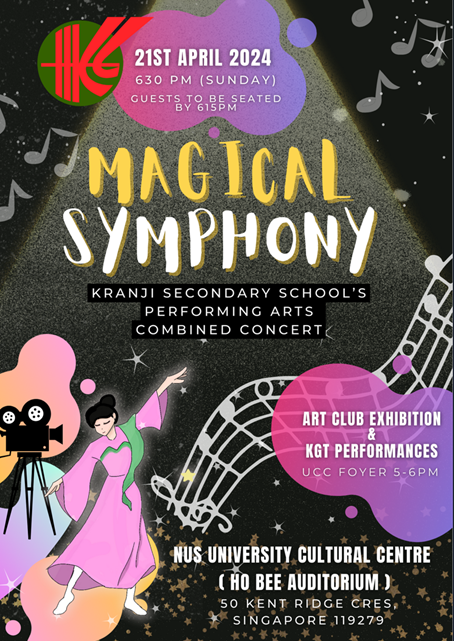 21ST APRIL 2024
630 PM (SUNDAY)
GUESTS TO BE SEATED
BY 615PM
MAGICAL
SYMPHONY
KRANJI SECONDARY SCHOOL'S
PERFORMING ARTS
COMBINED CONCERT
ART CLUB EXHIBITION
&
KGT PERFORMANCES
UCC FOYER 5-6PM
NUS UNIVERSITY CULTURAL CENTRE
( HO BEE AUDITORIUM )
50 KENT RIDGE CRES,
SINGAPORE 119279